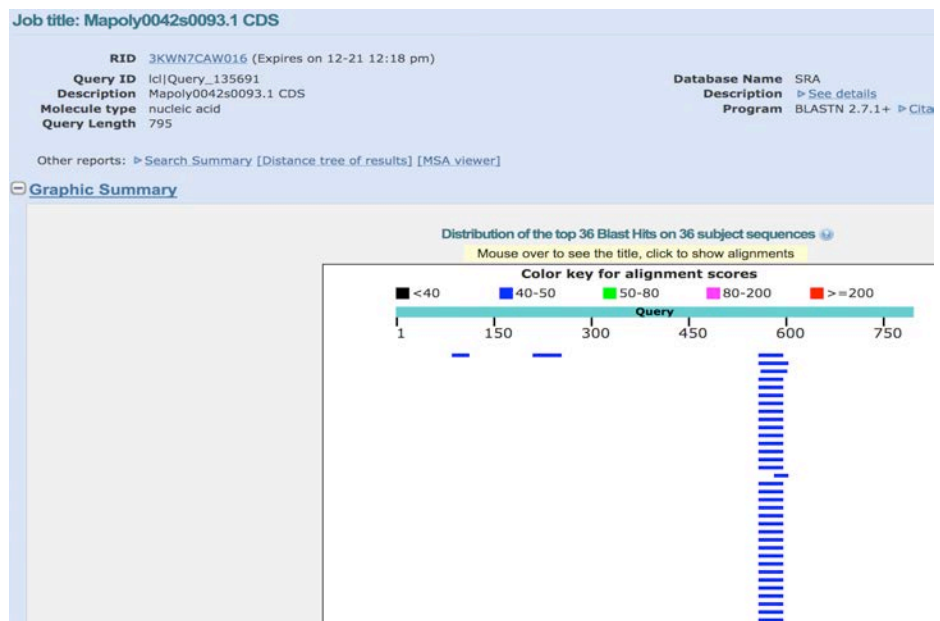 Job title: Mapoly0042s0093.1 CDS
RID 3KWN7CAW016 (Expires on 12-21 12:18 pm)
Query ID lcl|Query_135691
Description Mapoly0042s0093.1 CDS
Molecule type nucleic acid
Query Length 795
Database Name SRA
Description See details
Program BLASTN 2.7.1+ Cita
Other reports: Search Summary [Distance tree of results] [MSA viewer]
Graphic Summary
Distribution of the top 36 Blast Hits on 36 subject sequences
Mouse over to see the title, click to show alignments
Color key for alignment scores
<40 40-50 50-80 80-200 >=200
Query
1 150 300 450 600 750